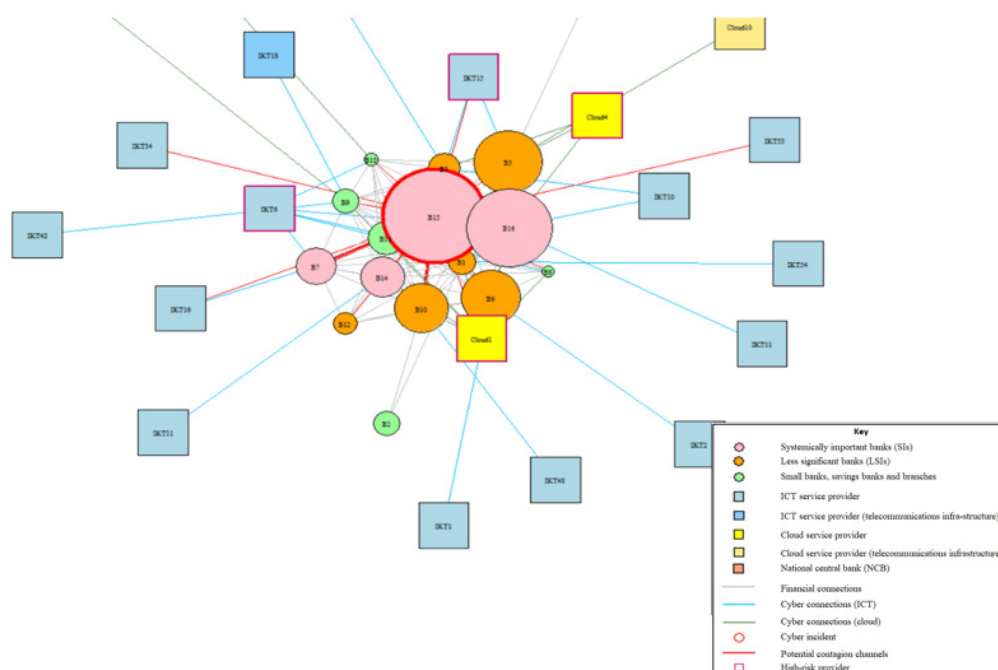 Cloud10
IKT18
IKT15
Cloud4
IKT34
B11
B5
IKT6
B9
IKT10
B15
B16
IKT42
B7
B14
B1
B8
IKT54
IKT16
B10
B6
B12
Cloud1
IKT11
IKT31
B2
IKT2
IKT48
IKT1
Key
Systemically important banks (SIs)
Less significant banks (LSIs)
Small banks, savings banks and branches
ICT service provider
ICT service provider (telecommunications infra-structure)
Cloud service provider
Cloud service provider (telecommunications infrastructure
National central bank (NCB)
Financial connections
Cyber connections (ICT)
Cyber connections (cloud)
Cyber incident
Potential contagion channels
High-risk provider